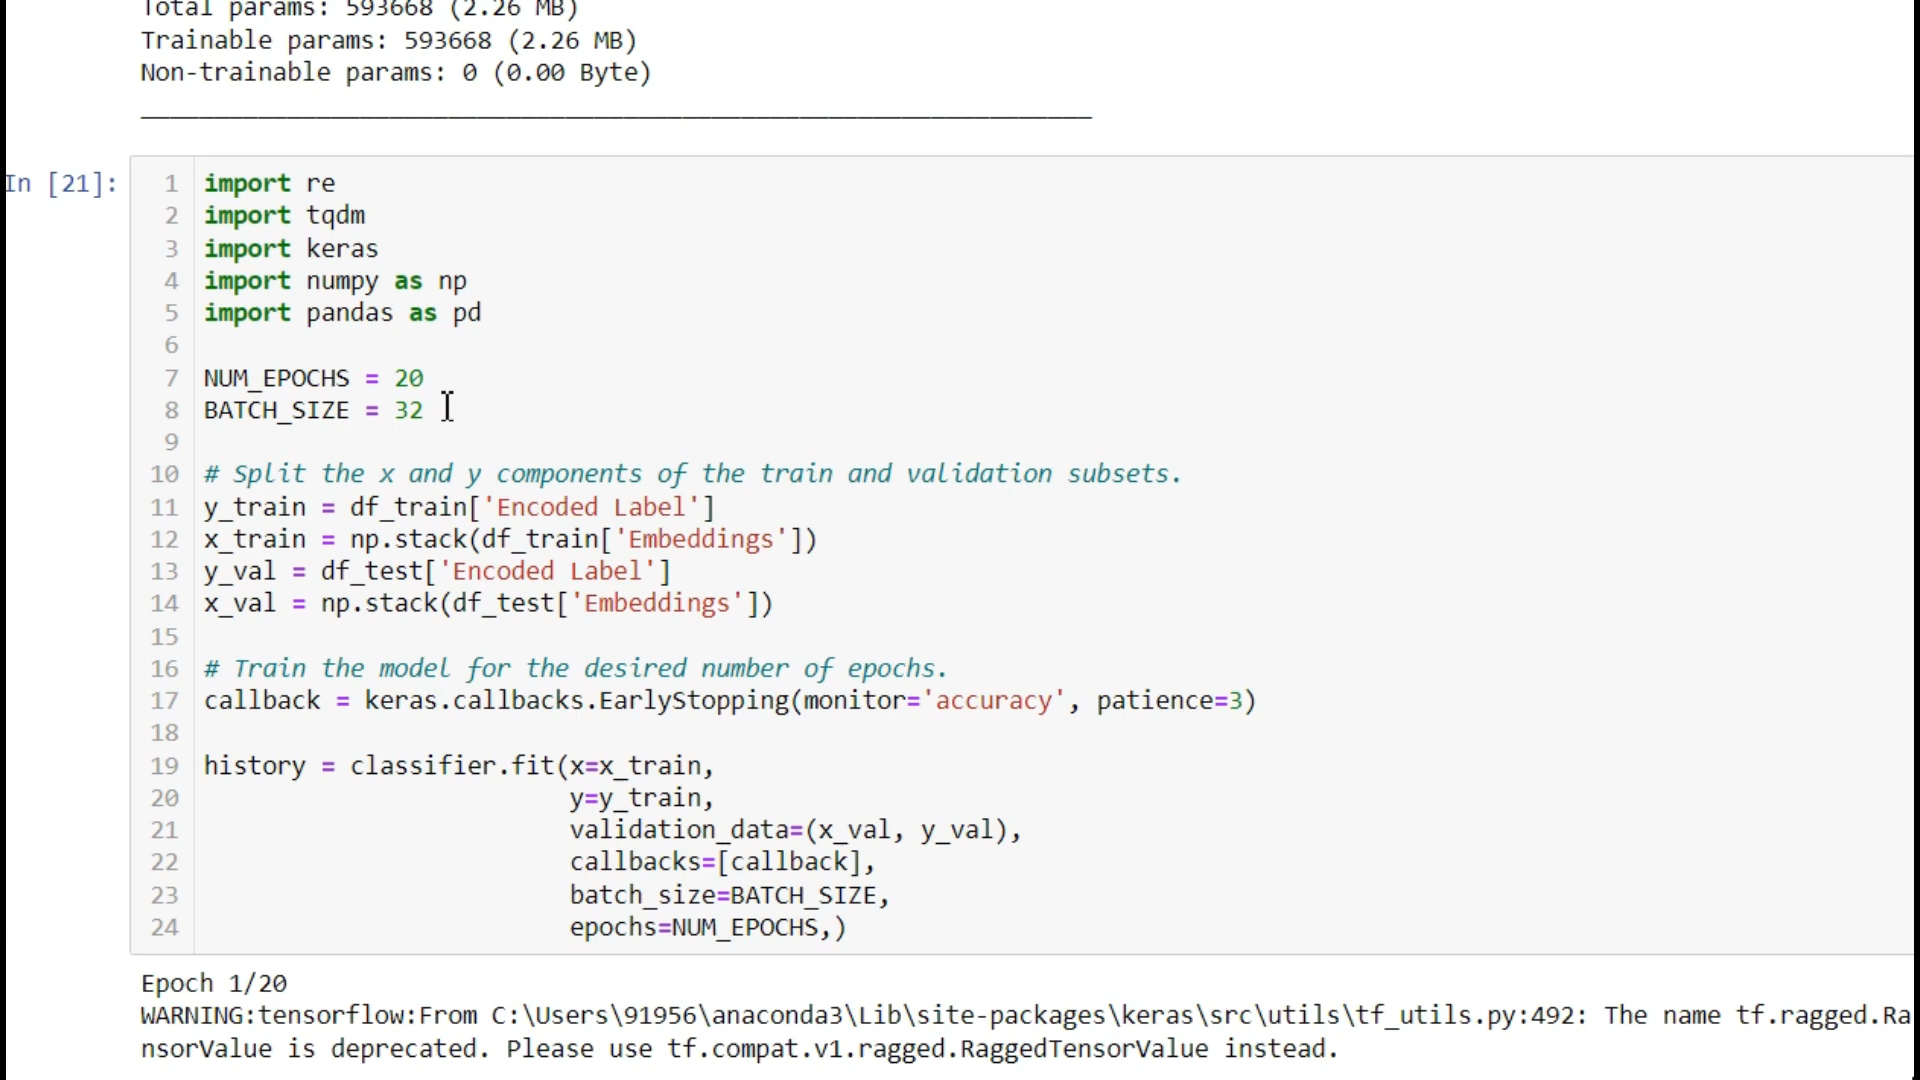 Total params: 593668 (2.26 MB)
Trainable params: 593668 (2.26 MB)
Non-trainable params: 0 (0.00 Byte)
_________________________________________________________________
In [21]:
1 import re
2 import tqdm
3 import keras
4 import numpy as np
5 import pandas as pd
6
7 NUM_EPOCHS = 20
8 BATCH_SIZE = 32
9
10 # Split the x and y components of the train and validation subsets.
11 y_train = df_train['Encoded Label']
12 x_train = np.stack(df_train['Embeddings'])
13 y_val = df_test['Encoded Label']
14 x_val = np.stack(df_test['Embeddings'])
15
16 # Train the model for the desired number of epochs.
17 callback = keras.callbacks.EarlyStopping(monitor='accuracy', patience=3)
18
19 history = classifier.fit(x=x_train,
20                          y=y_train,
21                          validation_data=(x_val, y_val),
22                          callbacks=[callback],
23                          batch_size=BATCH_SIZE,
24                          epochs=NUM_EPOCHS,)
Epoch 1/20
WARNING:tensorflow:From C:\Users\91956\anaconda3\Lib\site-packages\keras\src\utils\tf_utils.py:492: The name tf.ragged.Ra
nsorValue is deprecated. Please use tf.compat.v1.ragged.RaggedTensorValue instead.